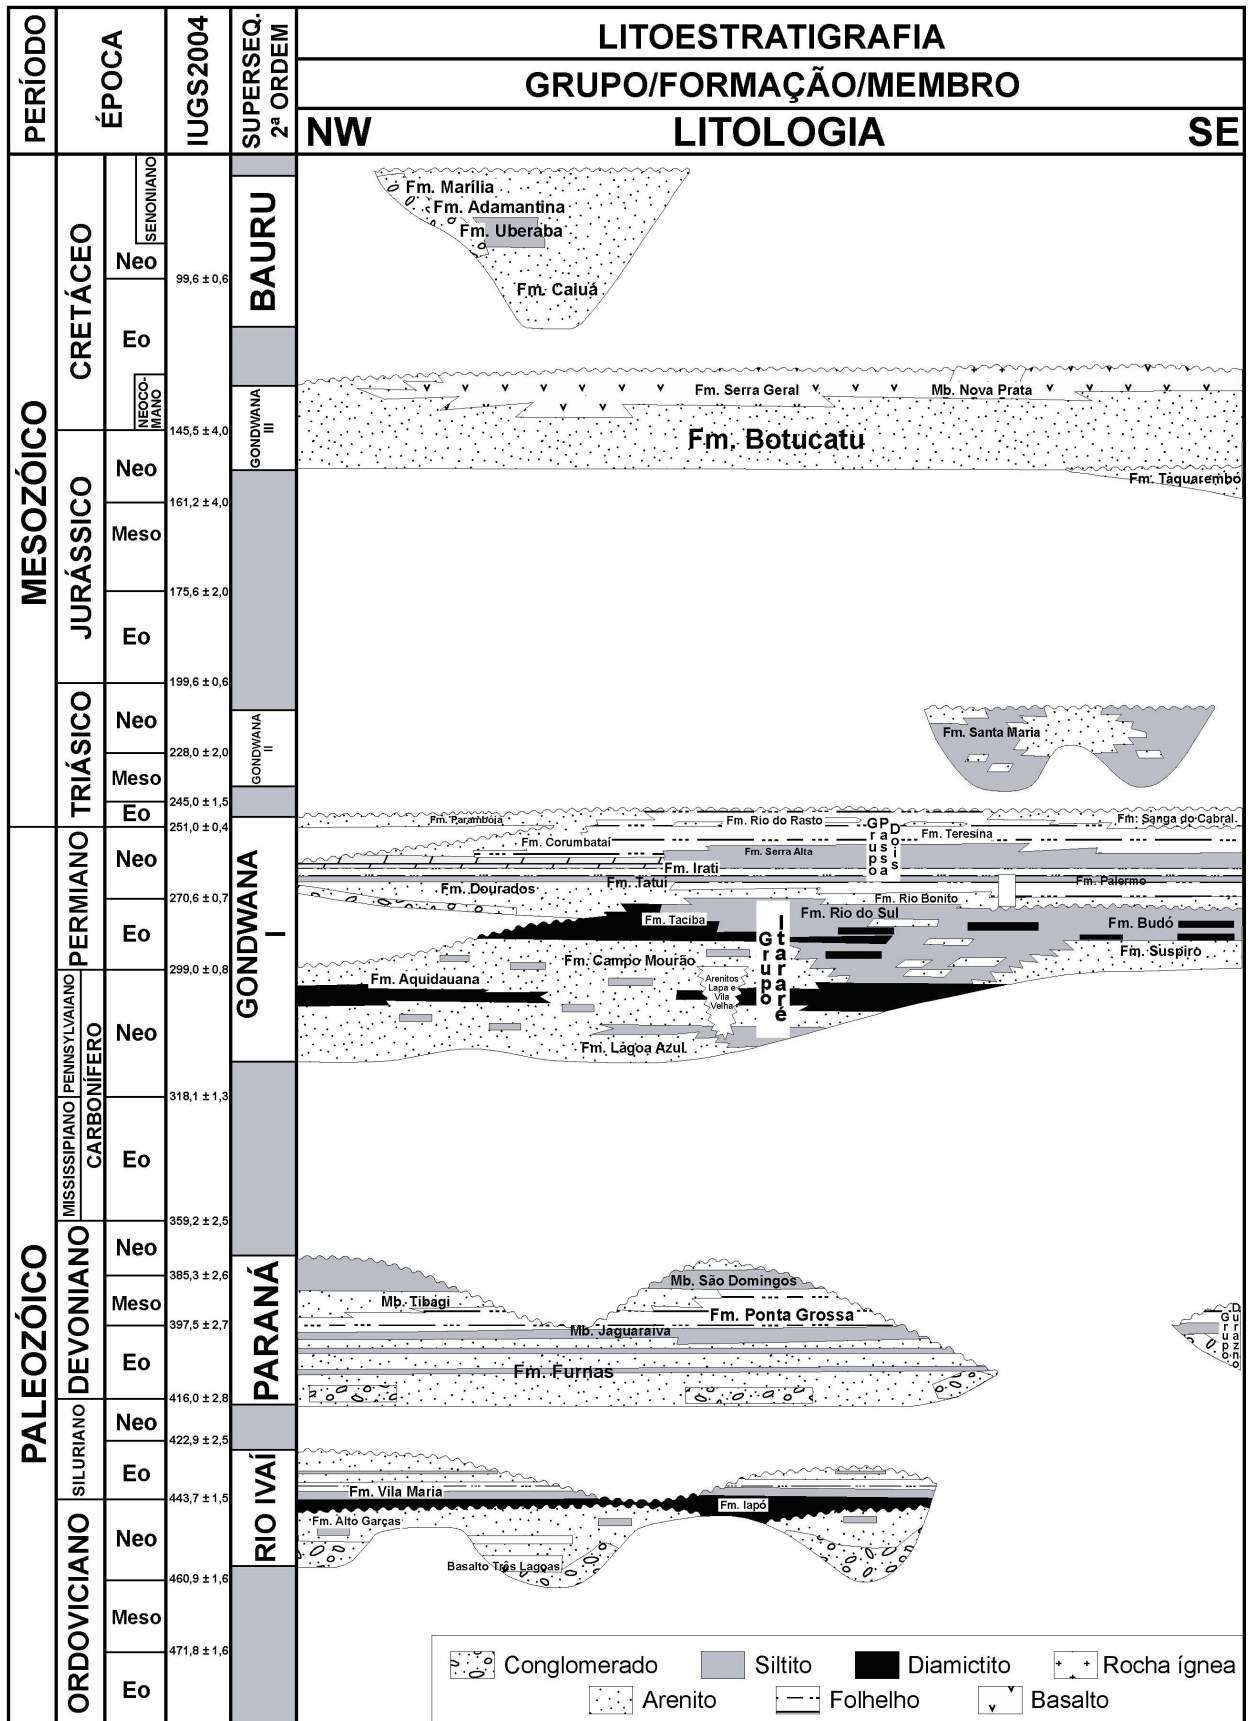 PERÍODO
ÉPOCA
IUGS2004
SUPERSEQ.
2ª ORDEM
LITOESTRATIGRAFIA
GRUPO/FORMAÇÃO/MEMBRO
NW LITOLOGIA SE
MESOZÓICO
PALEOZÓICO
CRETÁCEO
JURÁSSICO
TRIÁSICO
PERMIANO
CARBONÍFERO
PENNSYLVAIANO
MISSISSIPIANO
DEVONIANO
SILURIANO
ORDOVICIANO
SENONIANO
Neo
Eo
NEOCO-
MANO
Neo
Meso
Eo
Neo
Meso
Eo
Neo
Eo
Neo
Eo
Neo
Meso
Eo
Neo
Eo
Neo
Meso
Eo
99,6 ± 0,6
145,5 ± 4,0
161,2 ± 4,0
175,6 ± 2,0
199,6 ± 0,6
228,0 ± 2,0
245,0 ± 1,5
251,0 ± 0,4
270,6 ± 0,7
299,0 ± 0,8
318,1 ± 1,3
359,2 ± 2,5
385,3 ± 2,6
397,5 ± 2,7
416,0 ± 2,8
422,9 ± 2,5
443,7 ± 1,5
460,9 ± 1,6
471,8 ± 1,6
BAURU
GONDWANA
III
GONDWANA
II
GONDWANA
I
PARANÁ
RIO IVAÍ
Fm. Marília
Fm. Adamantina
Fm. Uberaba
Fm. Caiuá
Fm. Serra Geral
Mb. Nova Prata
Fm. Botucatu
Fm. Taquarembó
Fm. Santa Maria
Fm. Paramboja
Fm. Rio do Rasto
Grupo
Passa
Dois
Fm. Sanga do Cabral.
Fm. Teresina
Fm. Corumbataí
Fm. Serra Alta
Fm. Irati
Fm. Tatuí
Fm. Palermo
Fm. Dourados
Fm. Rio Bonito
Fm. Taciba
Fm. Rio do Sul
Fm. Budó
Grupo
Itararé
Fm. Suspiro
Fm. Campo Mourão
Fm. Aquidauana
Arenitos
Lapa e
Vila
Velha
Fm. Lagoa Azul
Mb. São Domingos
Mb. Tibagi
Fm. Ponta Grossa
Grupo
Durazno
Mb. Jaguaraíva
Fm. Furnas
Fm. Vila Maria
Fm. Iapó
Fm. Alto Garças
Basalto Três Lagoas
Conglomerado
Siltito
Diamictito
Rocha ígnea
Arenito
Folhelho
Basalto